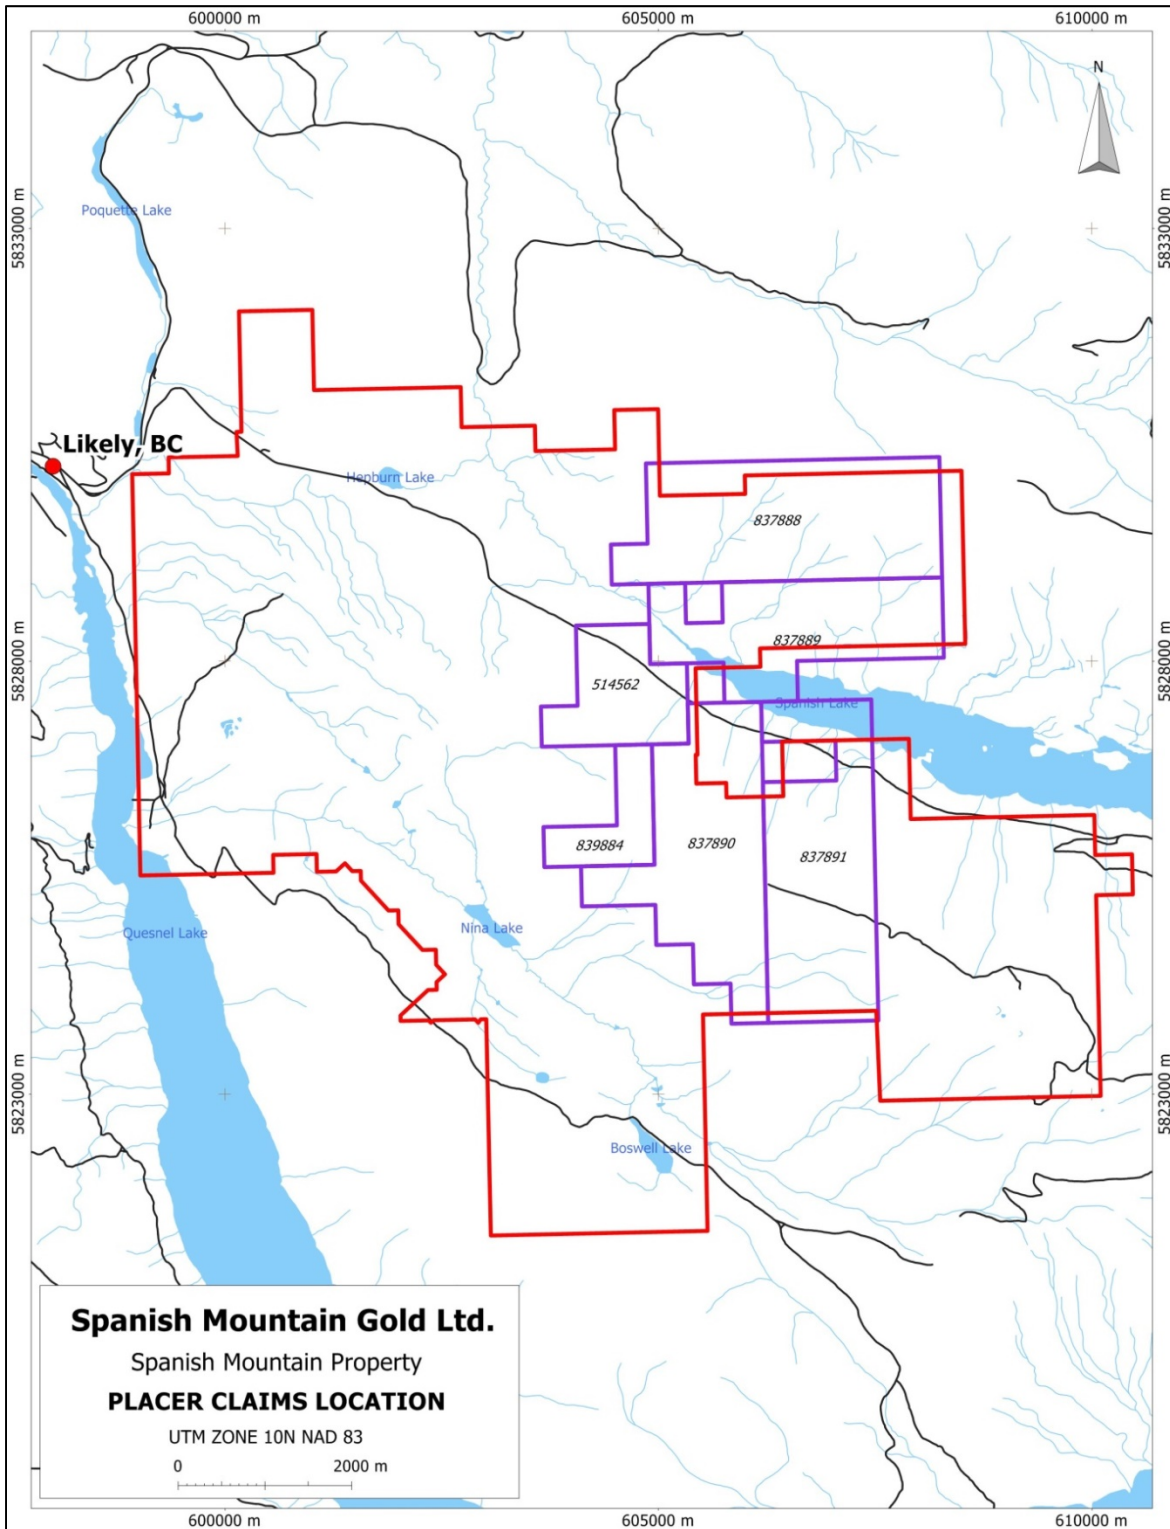 600000 m
605000 m
610000 m
N
5833000 m
5833000 m
Poquette Lake
Likely, BC
Hepburn Lake
837888
837889
5828000 m
5828000 m
514562
Spanish Lake
839884
837890
837891
Nina Lake
Quesnel Lake
5823000 m
5823000 m
Boswell Lake
Spanish Mountain Gold Ltd.
Spanish Mountain Property
PLACER CLAIMS LOCATION
UTM ZONE 10N NAD 83
0
2000 m
600000 m
605000 m
610000 m